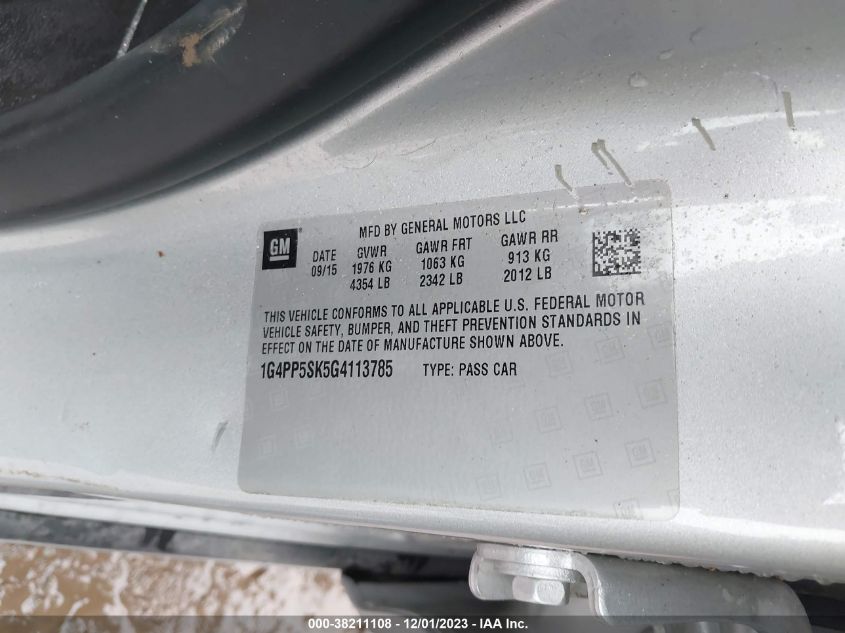 MFD BY GENERAL MOTORS LLC
GM
DATE GVWR GAWR FRT GAWR RR
09/15 1976 KG 1063 KG 913 KG
4354 LB 2342 LB 2012 LB
THIS VEHICLE CONFORMS TO ALL APPLICABLE U.S. FEDERAL MOTOR
VEHICLE SAFETY, BUMPER, AND THEFT PREVENTION STANDARDS IN
EFFECT ON THE DATE OF MANUFACTURE SHOWN ABOVE.
1G4PP5SK5G4113785 TYPE: PASS CAR
000-38211108 - 12/01/2023 - IAA Inc.